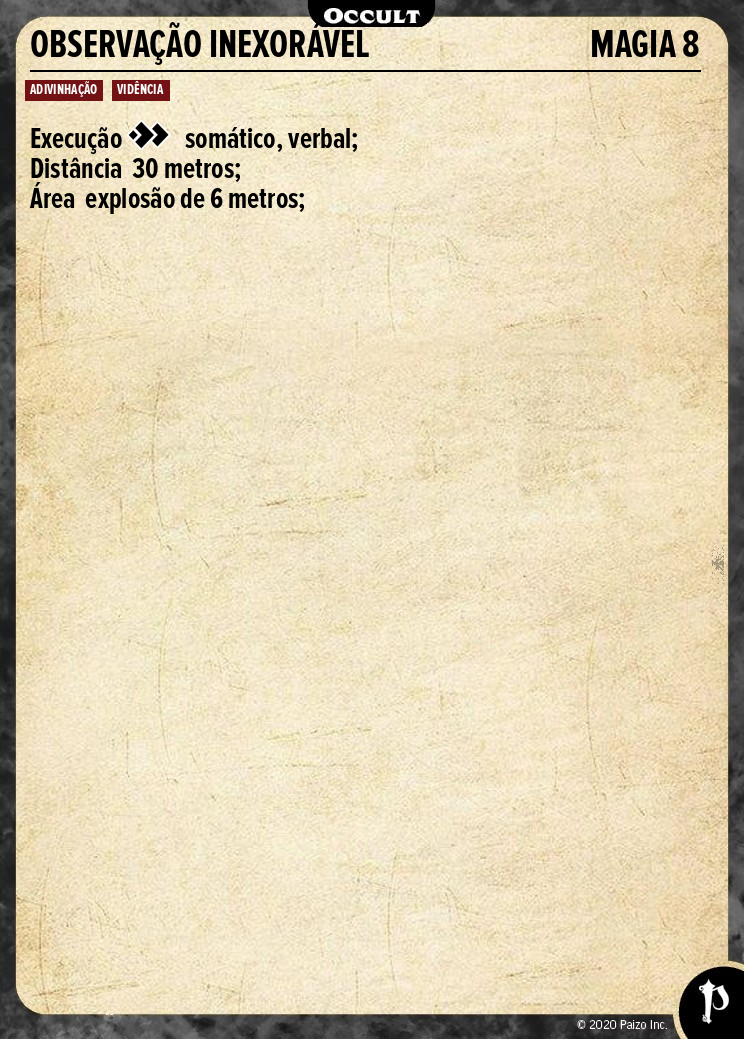 OCCULT
OBSERVAÇÃO INEXORÁVEL MAGIA 8
ADIVINHAÇÃO VIDÊNCIA
Execução somático, verbal;
Distância 30 metros;
Área explosão de 6 metros;
© 2020 Paizo Inc.